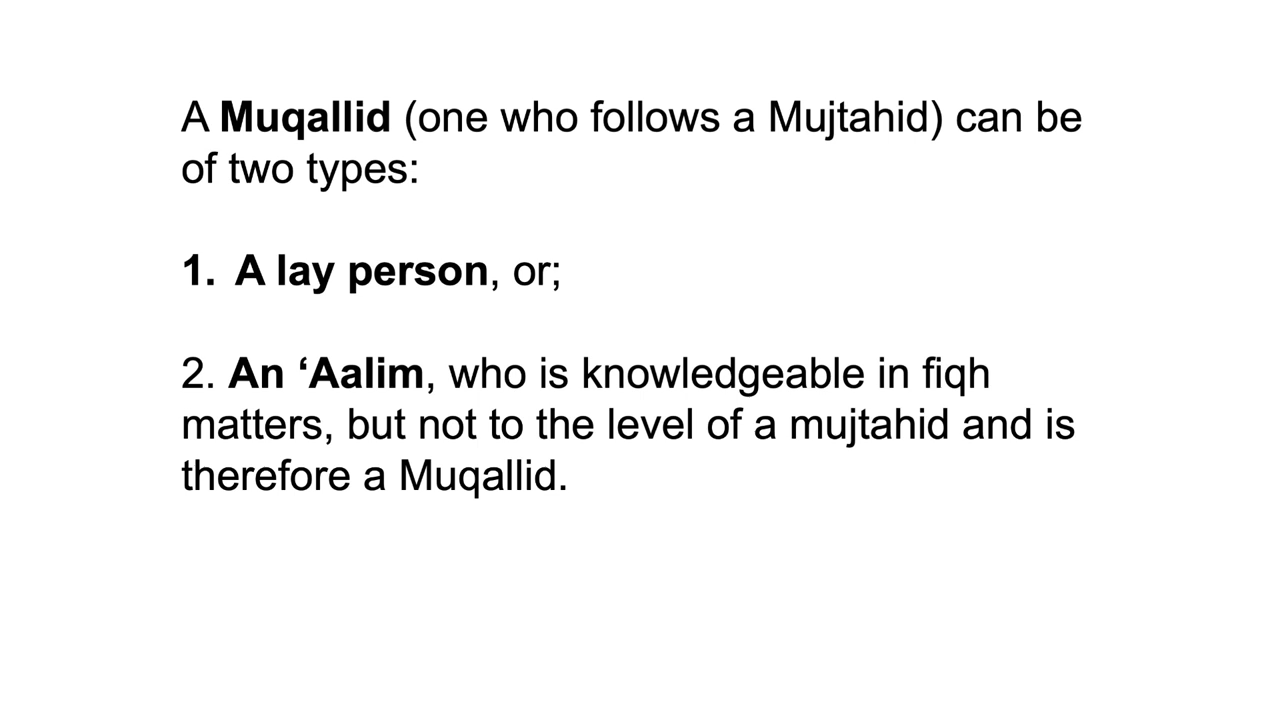 A Muqallid (one who follows a Mujtahid) can be
of two types:
1. A lay person, or;
2. An ‘Aalim, who is knowledgeable in fiqh
matters, but not to the level of a mujtahid and is
therefore a Muqallid.